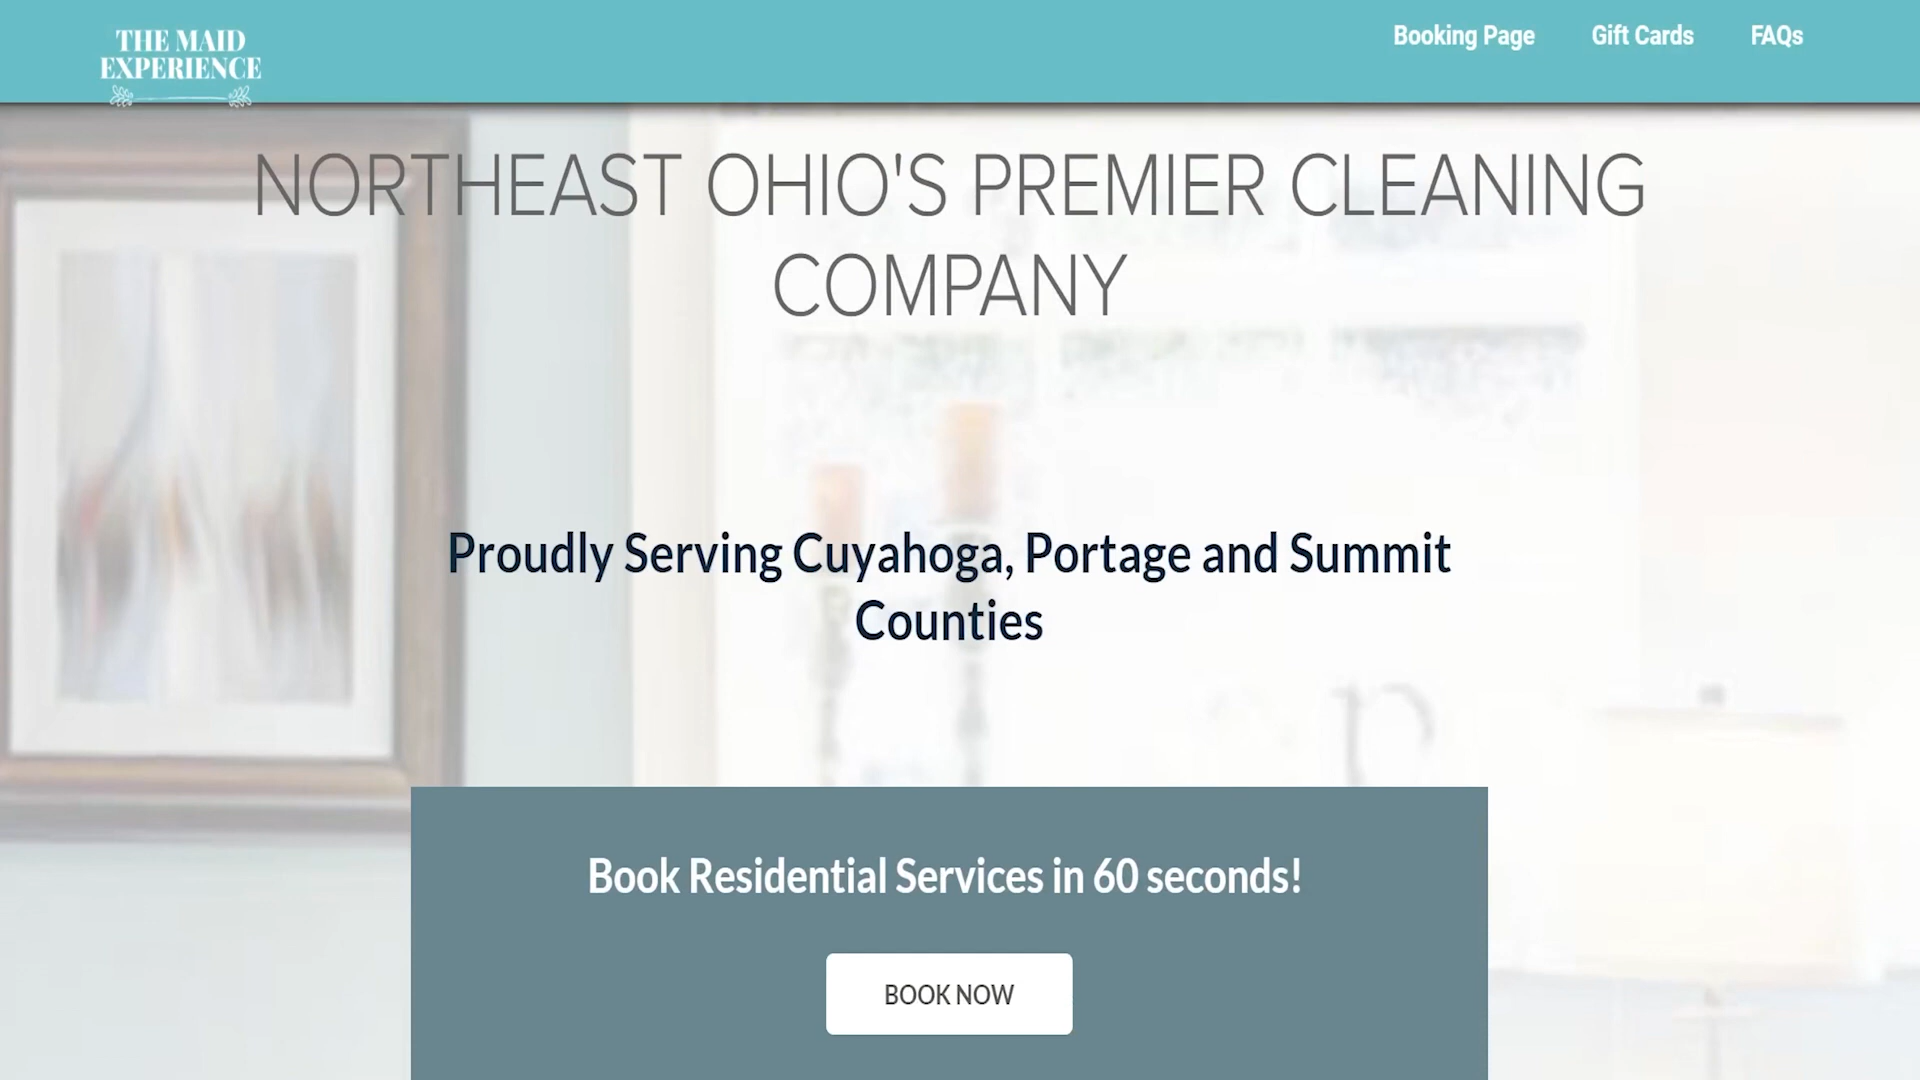 THE MAID
EXPERIENCE
Booking Page
Gift Cards
FAQs
NORTHEAST OHIO'S PREMIER CLEANING
COMPANY
Proudly Serving Cuyahoga, Portage and Summit
Counties
Book Residential Services in 60 seconds!
BOOK NOW